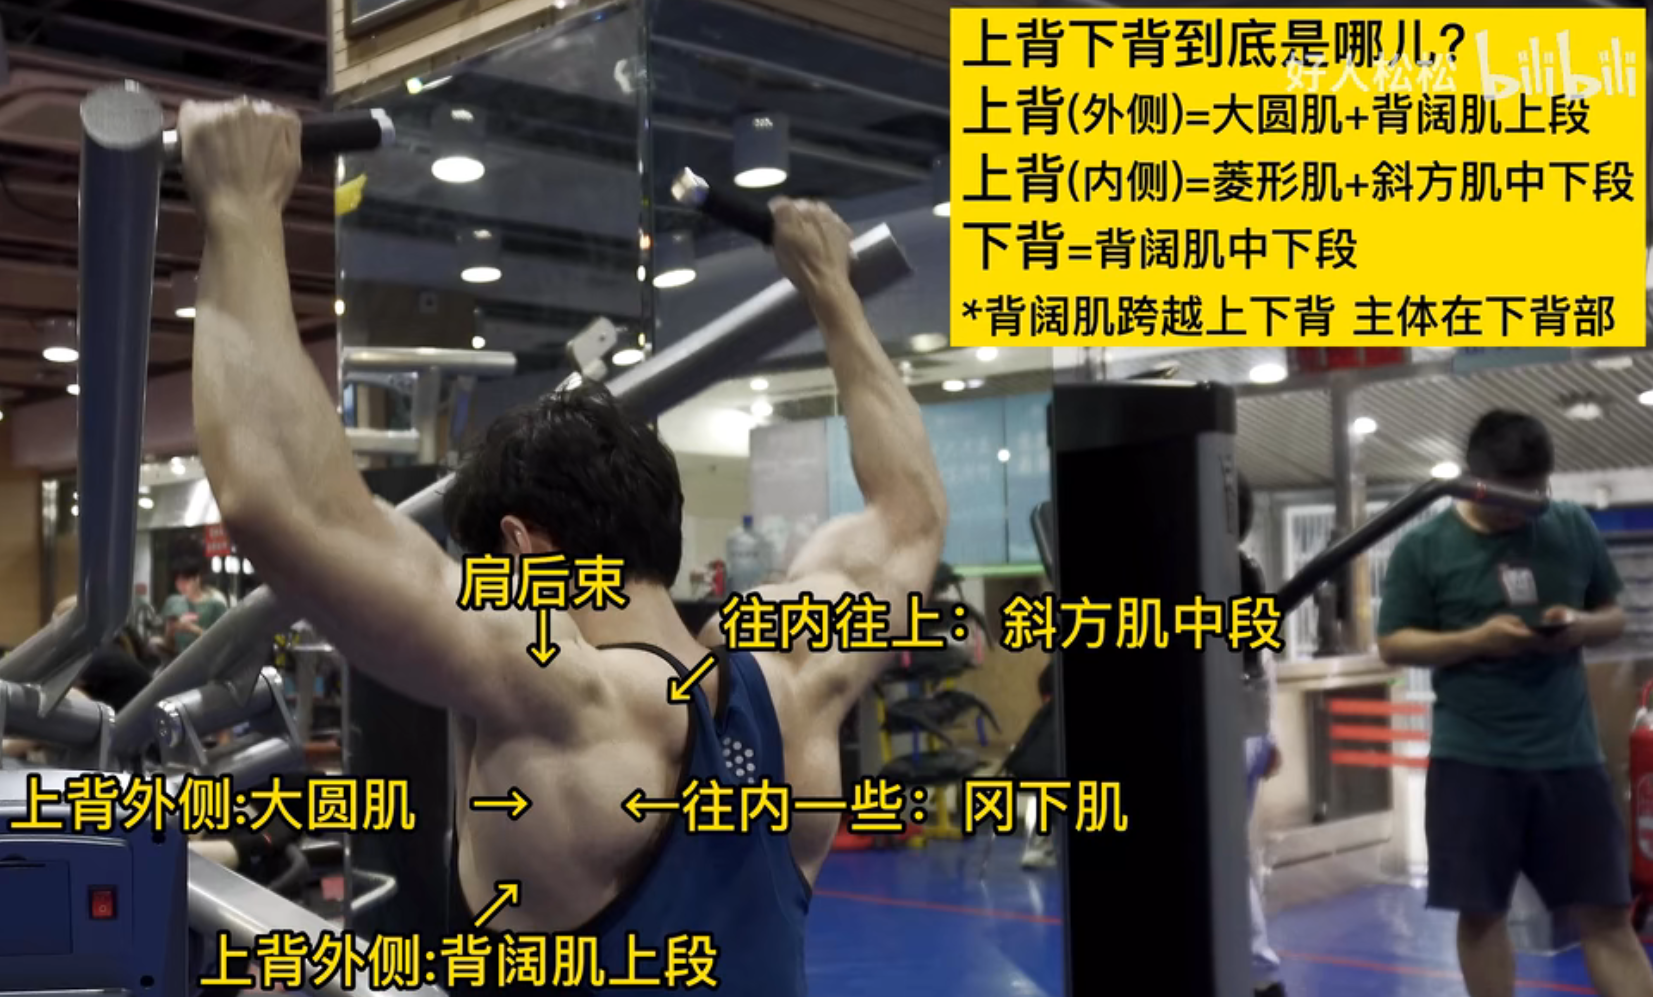 上背下背到底是哪儿?
好人松松 bilibili
上背(外侧)=大圆肌+背阔肌上段
上背(内侧)=菱形肌+斜方肌中下段
下背=背阔肌中下段
*背阔肌跨越上下背 主体在下背部
肩后束
↓
往内往上：斜方肌中段
↙
上背外侧:大圆肌 →
←往内一些：冈下肌
↗
上背外侧:背阔肌上段